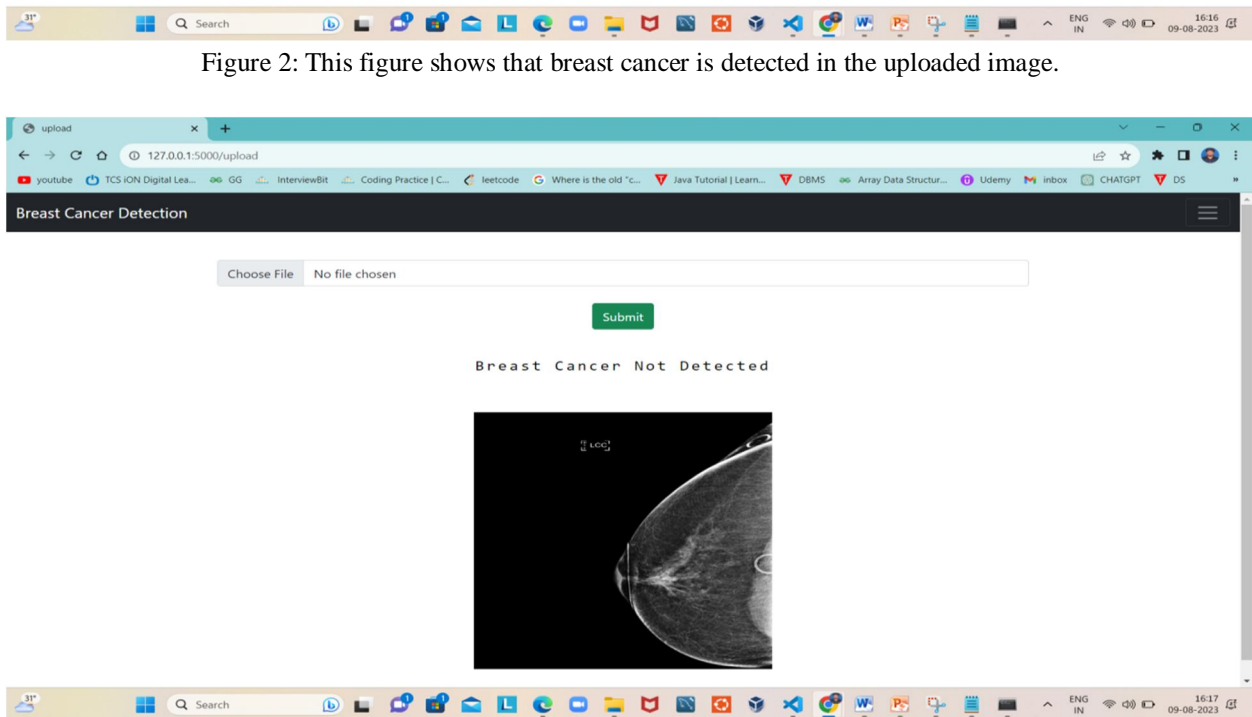 31°
Search
ENG
IN
16:16
09-08-2023
Figure 2: This figure shows that breast cancer is detected in the uploaded image.
upload
127.0.0.1:5000/upload
youtube TCS iON Digital Lea... GG InterviewBit Coding Practice | C... leetcode Where is the old "c... Java Tutorial | Learn... DBMS Array Data Structur... Udemy inbox CHATGPT DS »
Breast Cancer Detection
Choose File No file chosen
Submit
Breast Cancer Not Detected
LCC
31°
Search
ENG
IN
16:17
09-08-2023